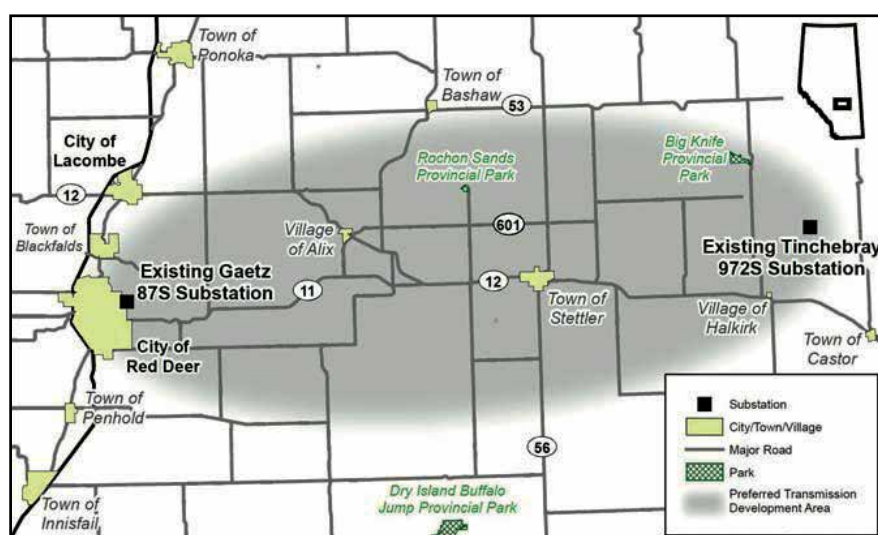 Town of
Ponoka
Town of
Bashaw
53
City of
Lacombe
Big Knife
Provincial
Park
Rochon Sands
Provincial Park
12
Town of
Blackfalds
Village
of Alix
601
Existing Tinchebray
972S Substation
Existing Gaetz
87S Substation
11
12
Town of
Stettler
Village of
Halkirk
City of
Red Deer
Town of
Castor
Town of
Penhold
56
Town of
Innisfail
Dry Island Buffalo
Jump Provincial Park
Substation
City/Town/Village
Major Road
Park
Preferred Transmission
Development Area